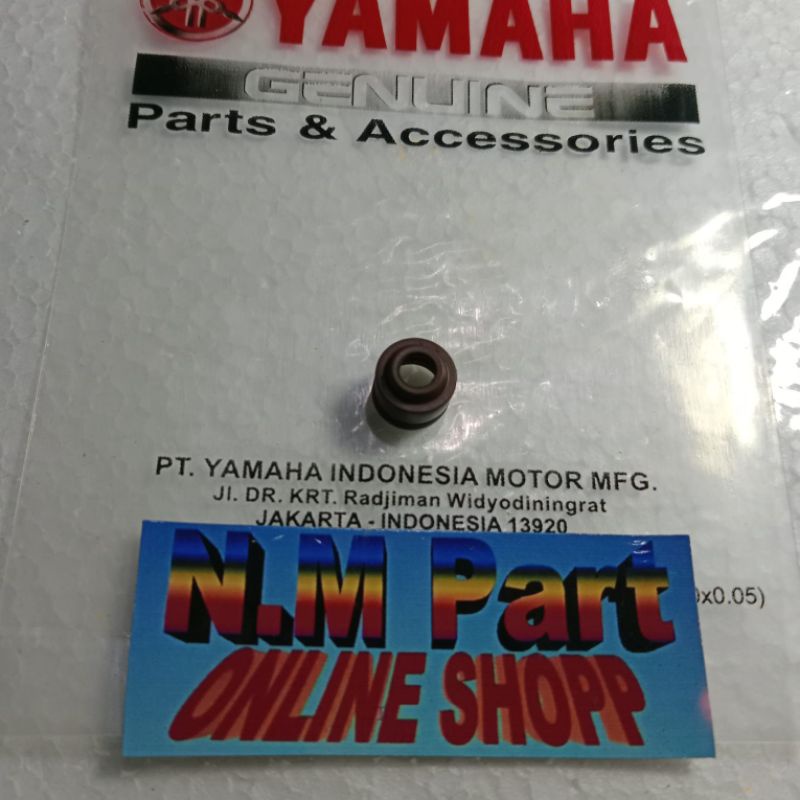 YAMAHA
GENUINE
Parts & Accessories
PT. YAMAHA INDONESIA MOTOR MFG.
Jl. DR. KRT. Radjiman Widyodiningrat
JAKARTA - INDONESIA 13920
x0.05)
N.M Part
ONLINE SHOPP